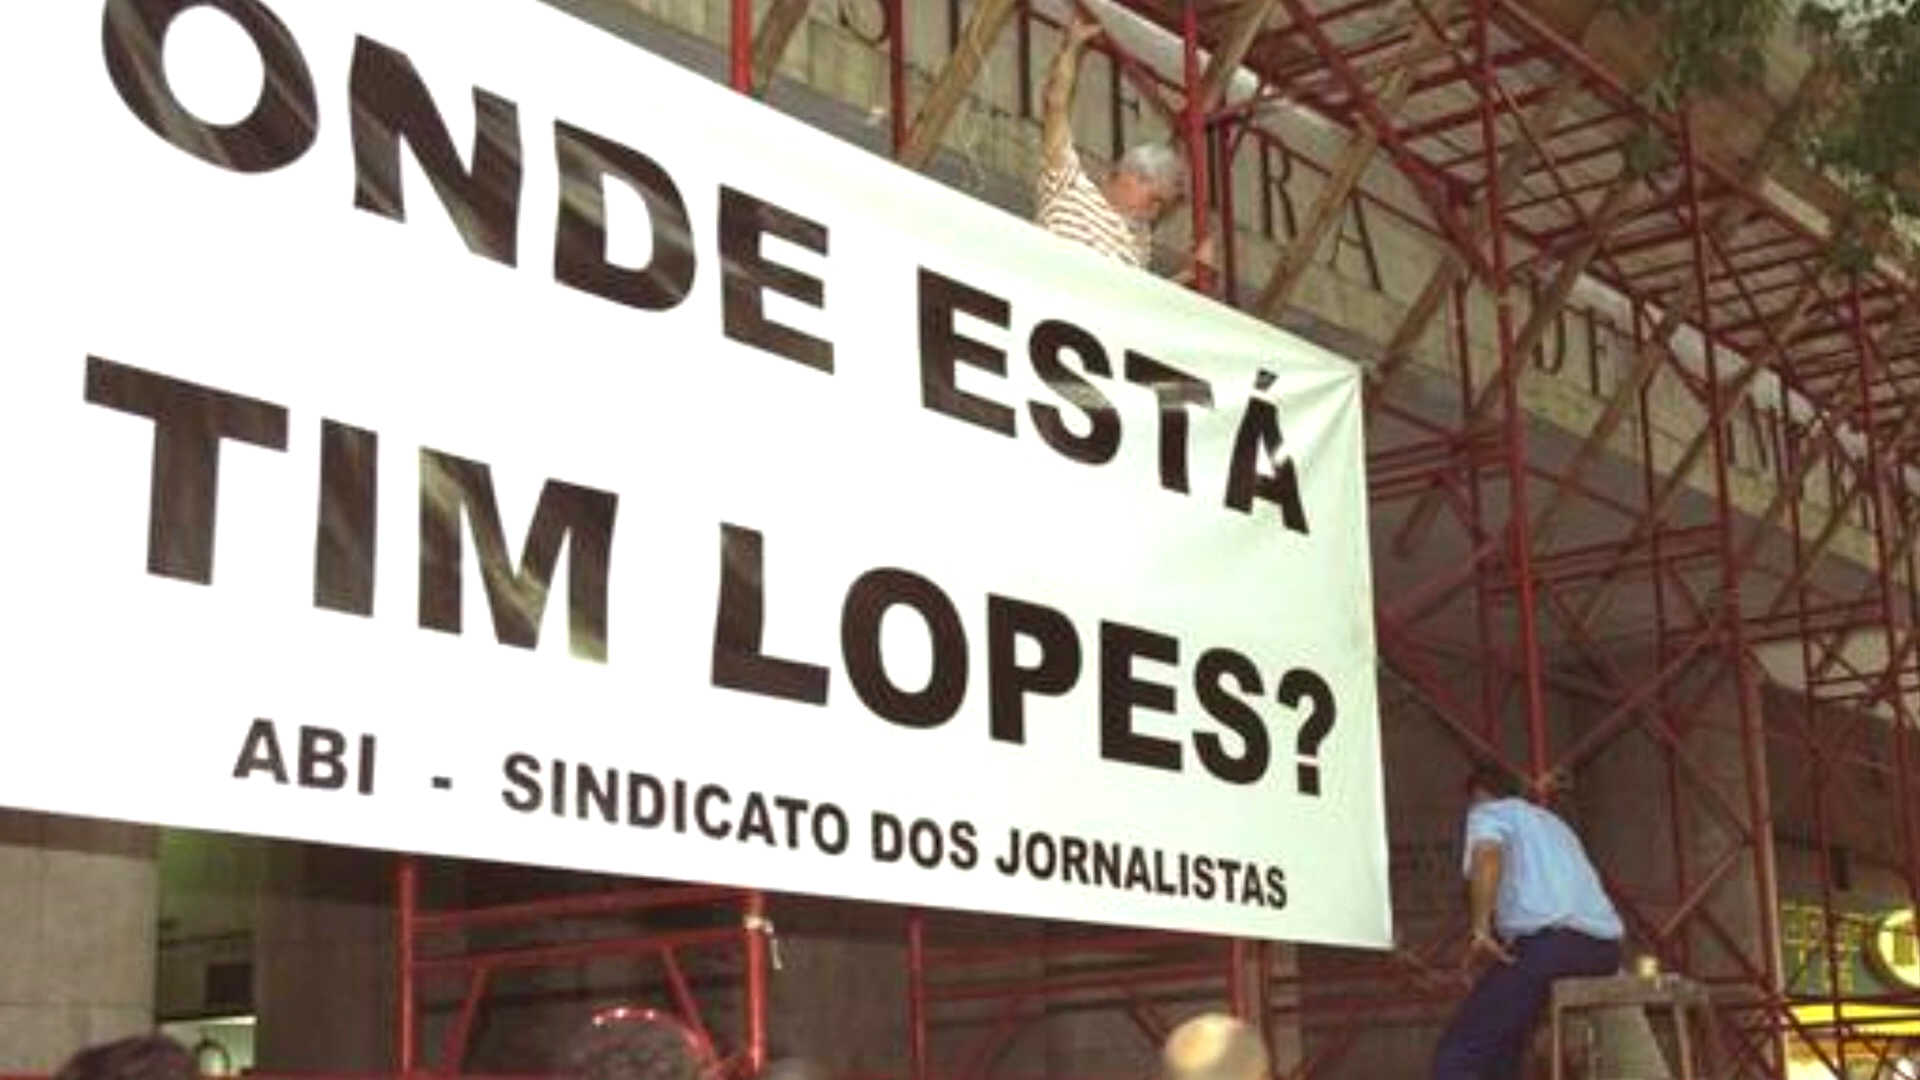 ONDE ESTÁ
TIM LOPES?
ABI - SINDICATO DOS JORNALISTAS